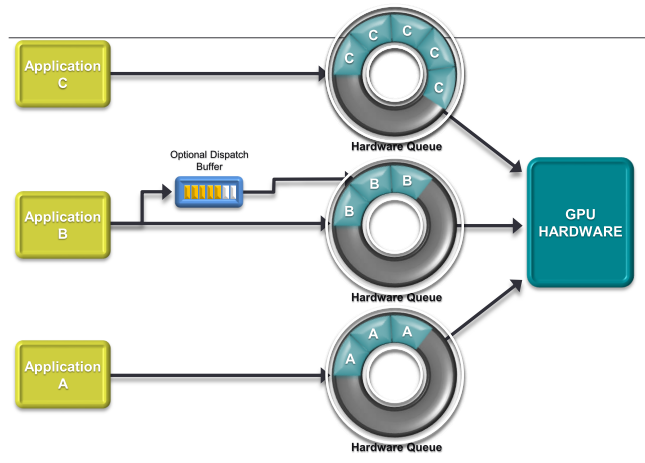 Application
C
C
C
C
C
C
Hardware Queue
Optional Dispatch
Buffer
Application
B
B
B
B
Hardware Queue
GPU
HARDWARE
Application
A
A
A
A
Hardware Queue